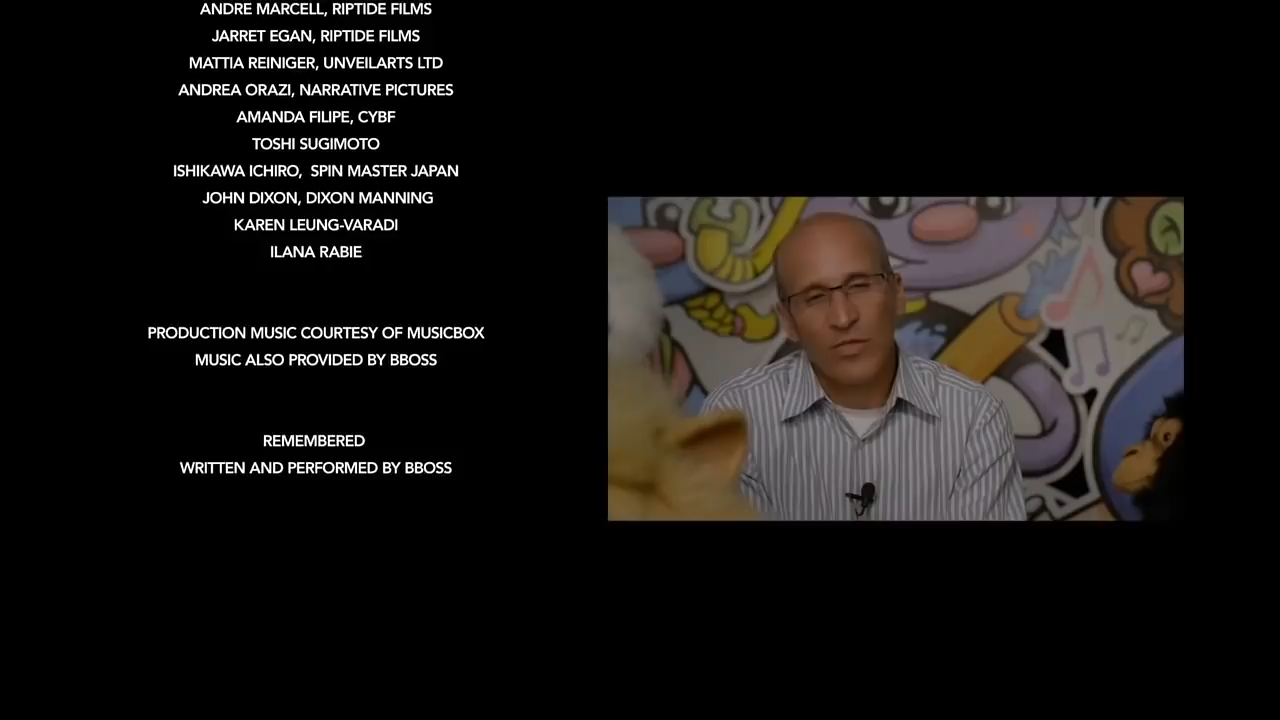 ANDRE MARCELL, RIPTIDE FILMS
JARRET EGAN, RIPTIDE FILMS
MATTIA REINIGER, UNVEILARTS LTD
ANDREA ORAZI, NARRATIVE PICTURES
AMANDA FILIPE, CYBF
TOSHI SUGIMOTO
ISHIKAWA ICHIRO,  SPIN MASTER JAPAN
JOHN DIXON, DIXON MANNING
KAREN LEUNG-VARADI
ILANA RABIE
PRODUCTION MUSIC COURTESY OF MUSICBOX
MUSIC ALSO PROVIDED BY BBOSS
REMEMBERED
WRITTEN AND PERFORMED BY BBOSS